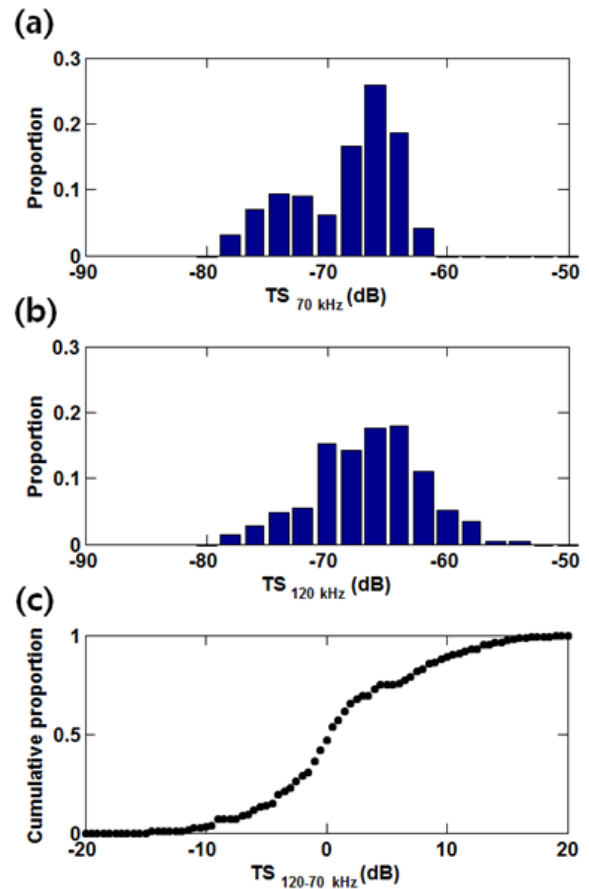 (a)
0.3
0.2
0.1
0
Proportion
-90 -80 -70 -60 -50
TS 70 kHz (dB)
(b)
0.3
0.2
0.1
0
Proportion
-90 -80 -70 -60 -50
TS 120 kHz (dB)
(c)
1
0.5
0
Cumulative proportion
-20 -10 0 10 20
TS 120-70 kHz (dB)